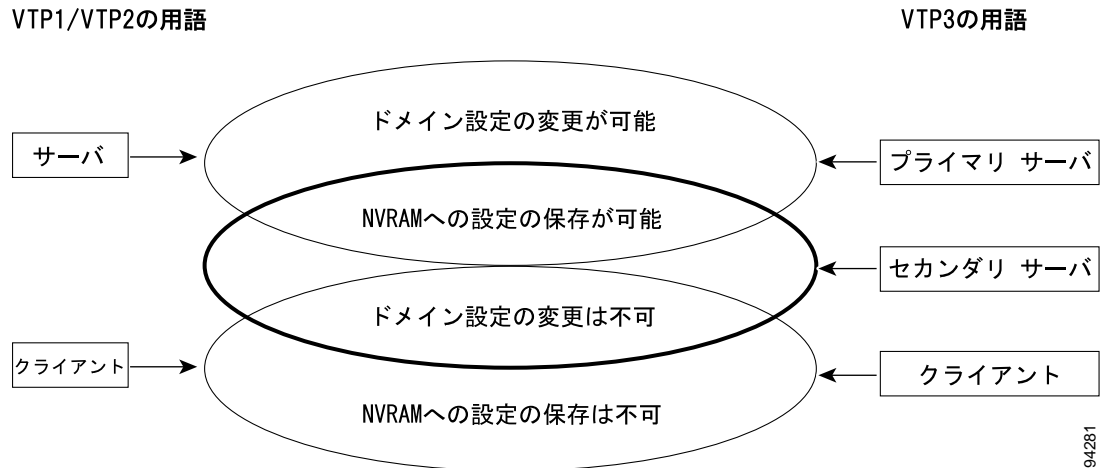 VTP1/VTP2の用語
VTP3の用語
ドメイン設定の変更が可能
サーバ
プライマリ サーバ
NVRAMへの設定の保存が可能
セカンダリ サーバ
ドメイン設定の変更は不可
クライアント
クライアント
NVRAMへの設定の保存は不可
94281